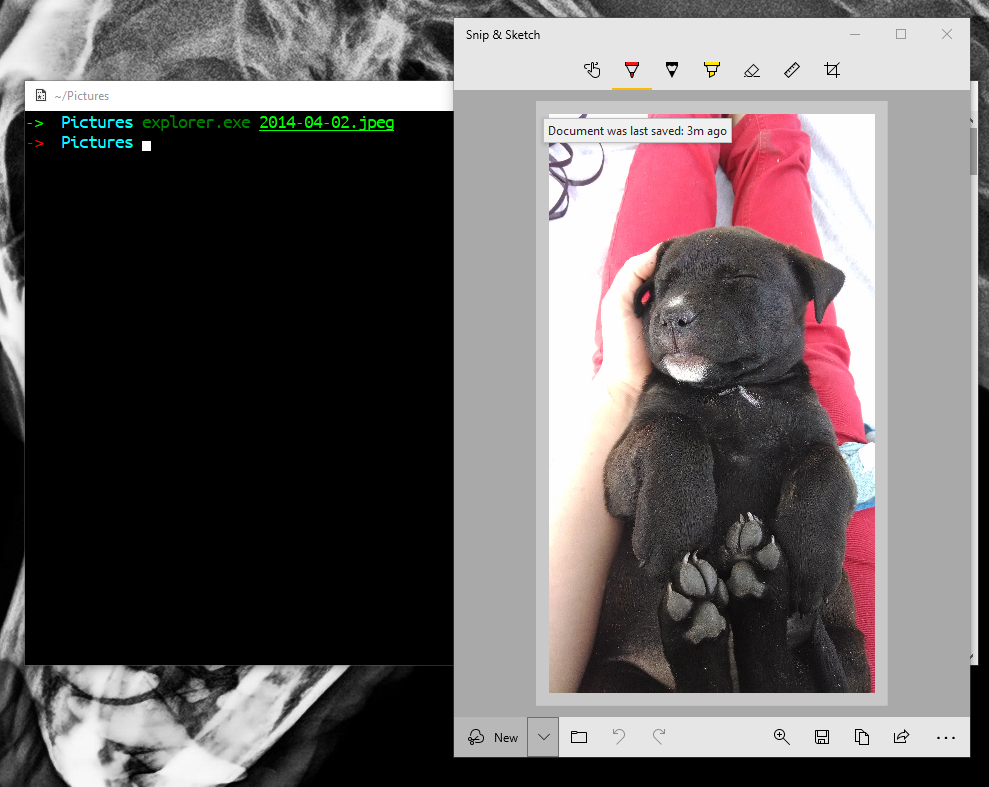 Snip & Sketch
~/Pictures
-> Pictures explorer.exe 2014-04-02.jpeg
-> Pictures
Document was last saved: 3m ago
New